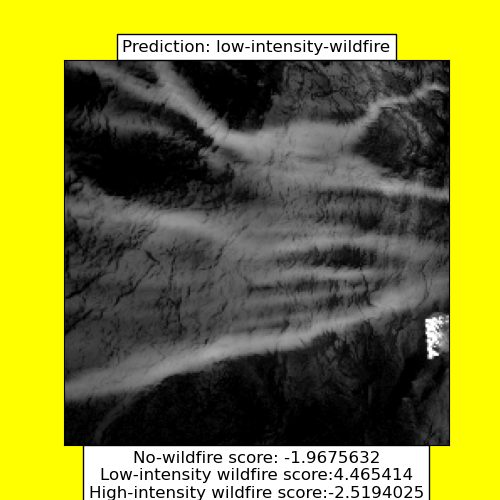 Prediction: low-intensity-wildfire
No-wildfire score: -1.9675632
Low-intensity wildfire score:4.465414
High-intensity wildfire score:-2.5194025